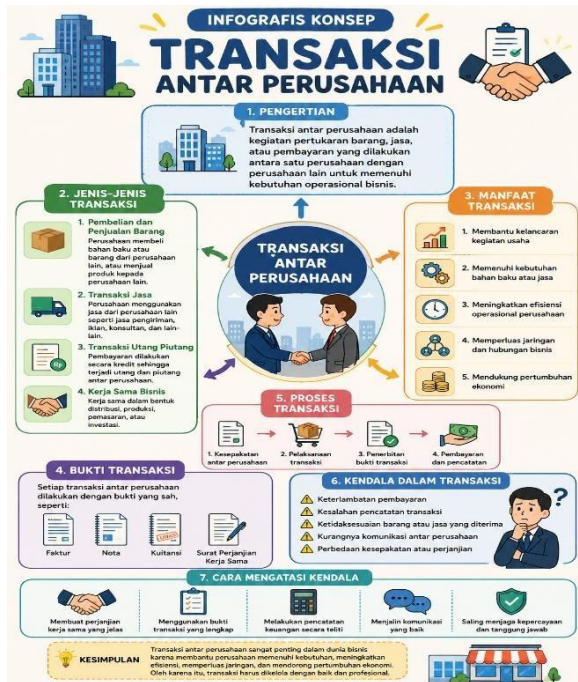 INFOGRAFIS KONSEP
TRANSAKSI
ANTAR PERUSAHAAN
1. PENGERTIAN
Transaksi antar perusahaan adalah
kegiatan pertukaran barang, jasa,
atau pembayaran yang dilakukan
antara satu perusahaan dengan
perusahaan lain untuk memenuhi
kebutuhan operasional bisnis.
2. JENIS-JENIS
TRANSAKSI
1. Pembelian dan
Penjualan Barang
Perusahaan membeli
bahan baku atau
barang dari perusahaan
lain, atau menjual
produk kepada
perusahaan lain.
2. Transaksi Jasa
Perusahaan menggunakan
jasa dari perusahaan lain
seperti jasa pengiriman,
iklan, konsultan, dan lain-
lain.
Rp
3. Transaksi Utang Piutang
Pembayaran dilakukan
secara kredit sehingga
terjadi utang dan piutang
antar perusahaan.
4. Kerja Sama Bisnis
Kerja sama dalam bentuk
distribusi, produksi,
pemasaran, atau
investasi.
TRANSAKSI
ANTAR
PERUSAHAAN
3. MANFAAT
TRANSAKSI
1. Membantu kelancaran
kegiatan usaha
2. Memenuhi kebutuhan
bahan baku atau jasa
3. Meningkatkan efisiensi
operasional perusahaan
4. Memperluas jaringan
dan hubungan bisnis
5. Mendukung pertumbuhan
ekonomi
5. PROSES
TRANSAKSI
1. Kesepakatan
antar perusahaan
2. Pelaksanaan
transaksi
3. Penerbitan
bukti transaksi
4. Pembayaran
dan pencatatan
4. BUKTI TRANSAKSI
Setiap transaksi antar perusahaan
dilakukan dengan bukti yang sah,
seperti:
Faktur
Nota
Kuitansi
Surat Perjanjian
Kerja Sama
6. KENDALA DALAM TRANSAKSI
Keterlambatan pembayaran
Kesalahan pencatatan transaksi
Ketidaksesuaian barang atau jasa yang diterima
Kurangnya komunikasi antar perusahaan
Perbedaan kesepakatan atau perjanjian
?
7. CARA MENGATASI KENDALA
Membuat perjanjian
kerja sama yang jelas
Menggunakan bukti
transaksi yang lengkap
Melakukan pencatatan
keuangan secara teliti
Menjalin komunikasi
yang baik
Saling menjaga kepercayaan
dan tanggung jawab
KESIMPULAN
Transaksi antar perusahaan sangat penting dalam dunia bisnis
karena membantu perusahaan memenuhi kebutuhan, meningkatkan
efisiensi, memperluas jaringan, dan mendorong pertumbuhan ekonomi.
Oleh karena itu, transaksi harus dikelola dengan baik dan profesional.